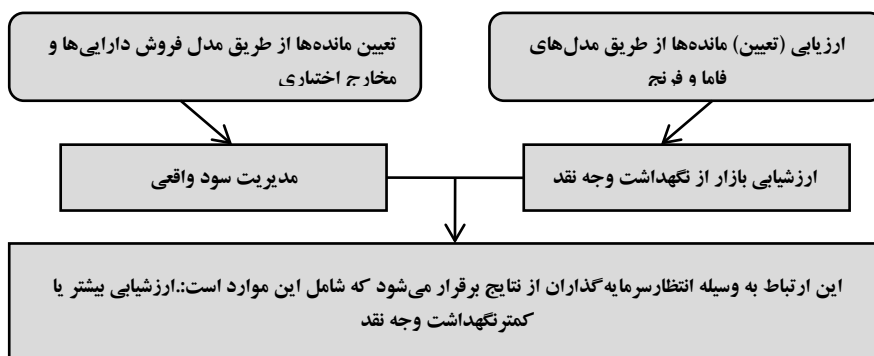 ارزیابی (تعیین) مانده‌ها از طریق مدل‌های
فاما و فرنچ
تعیین مانده‌ها از طریق مدل فروش دارایی‌ها و
مخارج اختیاری
ارزشیابی بازار از نگهداشت وجه نقد
مدیریت سود واقعی
این ارتباط به وسیله انتظارسرمایه‌گذاران از نتایج برقرار می‌شود که شامل این موارد است:.ارزشیابی بیشتر یا
کمترنگهداشت وجه نقد